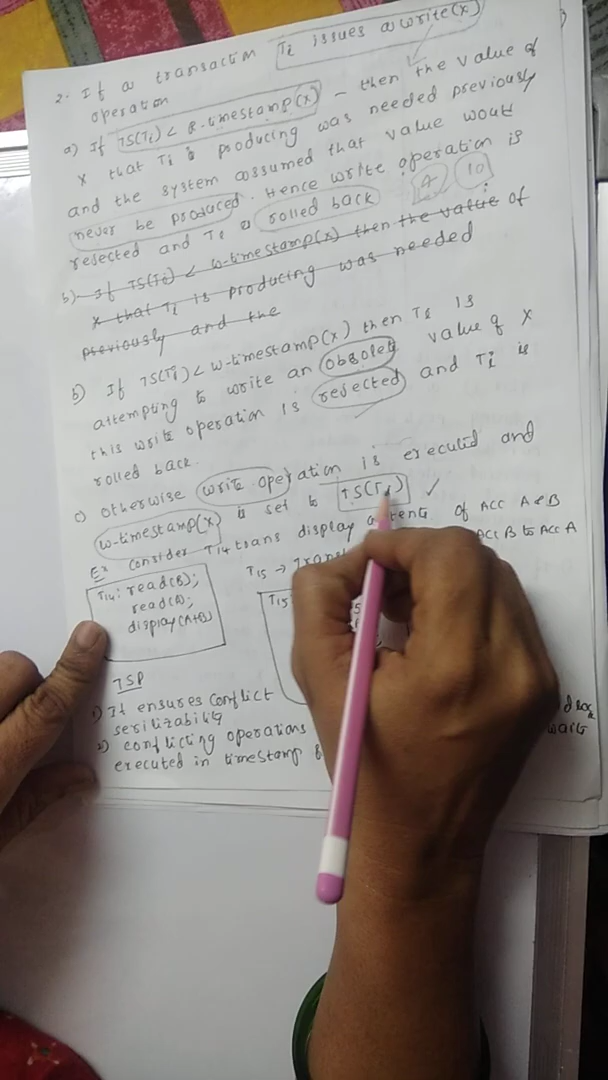 2. If a transaction Ti issues a write(x)
operation
a) If TS(Ti) < R-timestamp(x) - then the value of
x that Ti is producing was needed previously
and the system assumed that value would
never be produced. Hence write operation is
rejected and Ti is rolled back
4 10
b) If TS(Ti) < W-timestamp(x) then the value of
x that Ti is producing was needed
previously and the
b) If TS(Ti) < W-timestamp(x) then Ti is
attempting to write an obsolete value of x
this write operation is rejected and Ti is
rolled back.
c) otherwise write operation is executed and
W-timestamp(x) is set to TS(Ti) ✓
Ex consider T14 trans display of Acc A & B
T15 → Acc B to Acc A
T14: read(B);
read(A);
display(A+B)
T15
TSP
1) It ensures conflict
serilizability
2) conflicting operations
executed in timestamp
waits